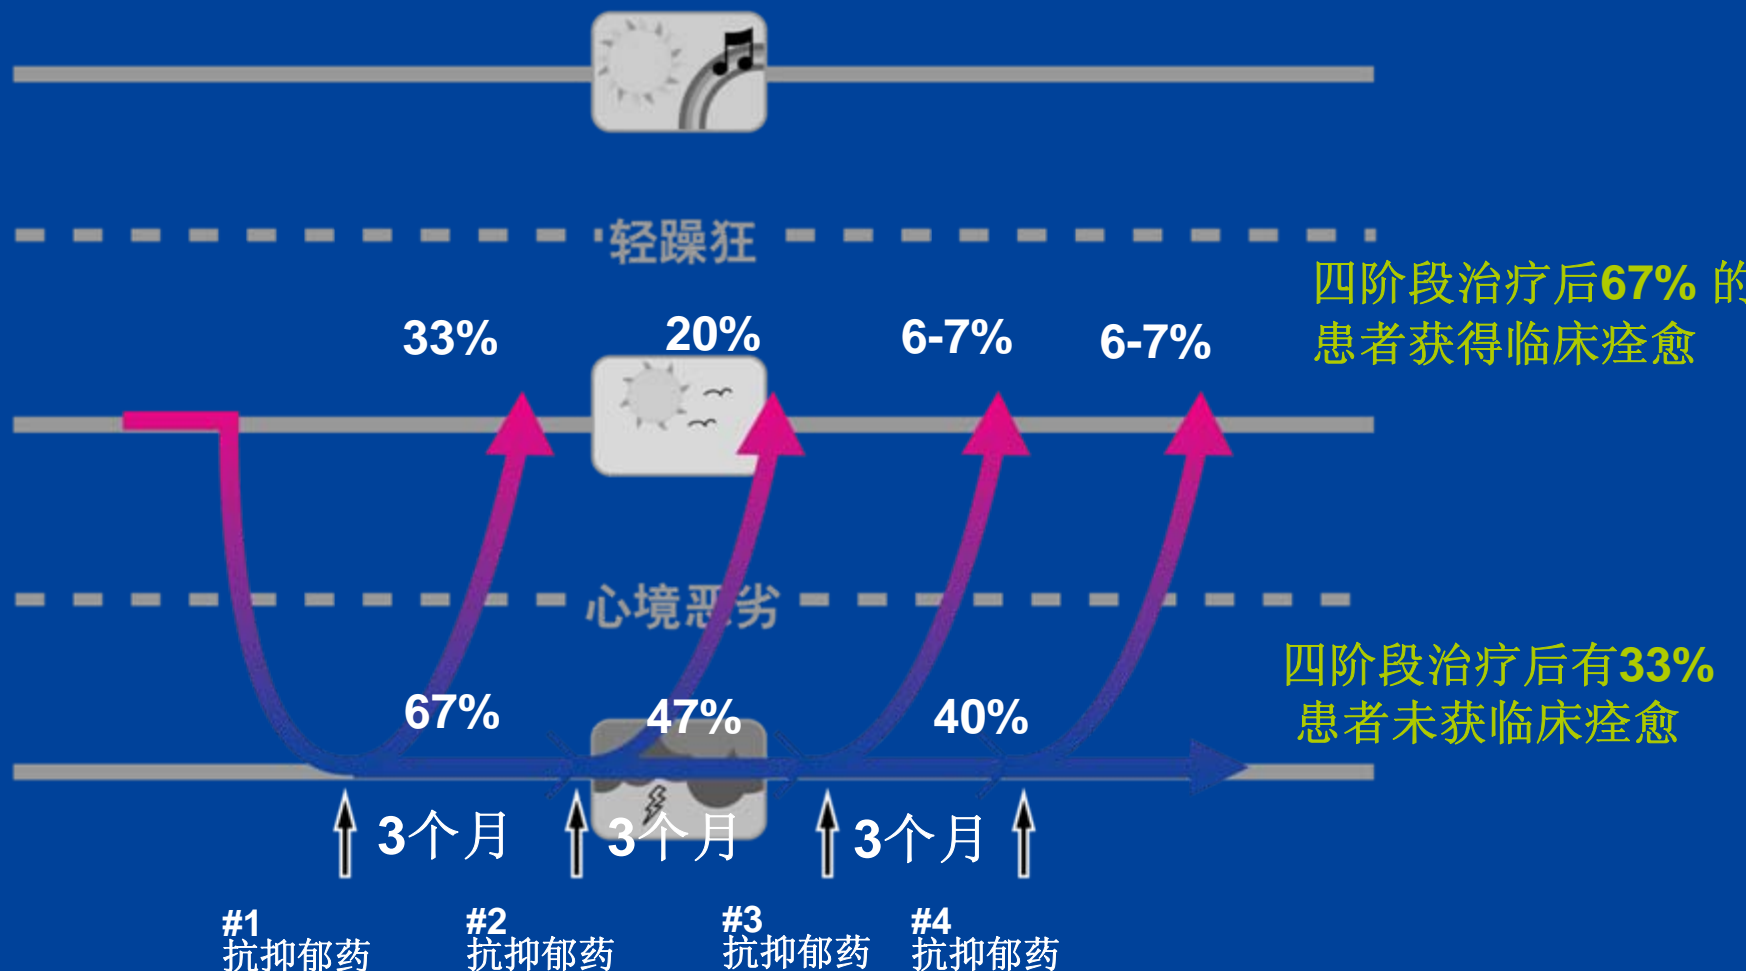 轻躁狂
四阶段治疗后67% 的
患者获得临床痊愈
33%
20%
6-7%
6-7%
心境恶劣
四阶段治疗后有33%
患者未获临床痊愈
67%
47%
40%
3个月
3个月
3个月
#1
抗抑郁药
#2
抗抑郁药
#3
抗抑郁药
#4
抗抑郁药